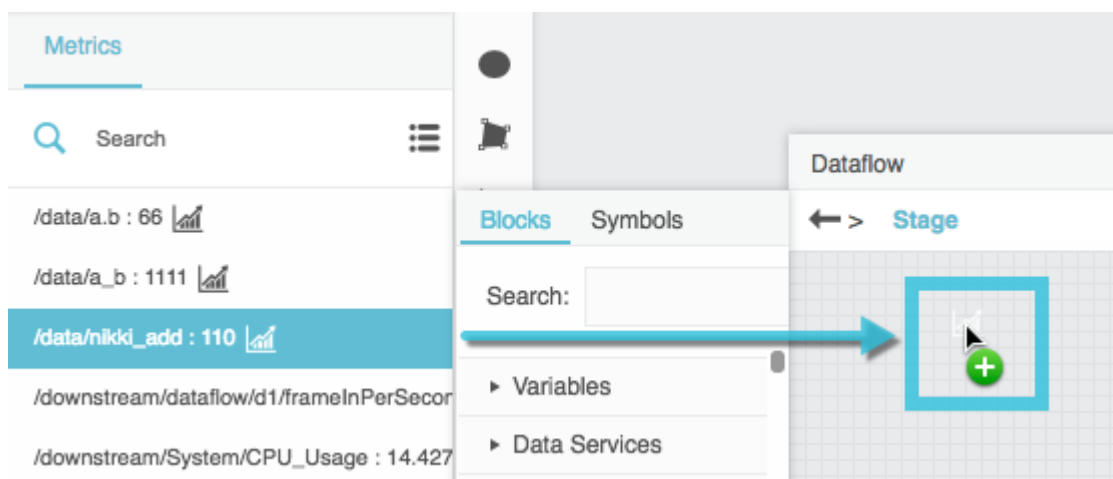 Metrics
Search
/data/a.b : 66
/data/a_b : 1111
/data/nikki_add : 110
/downstream/dataflow/d1/frameInPerSecon
/downstream/System/CPU_Usage : 14.427
Blocks Symbols
Search:
Variables
Data Services
Dataflow
> Stage